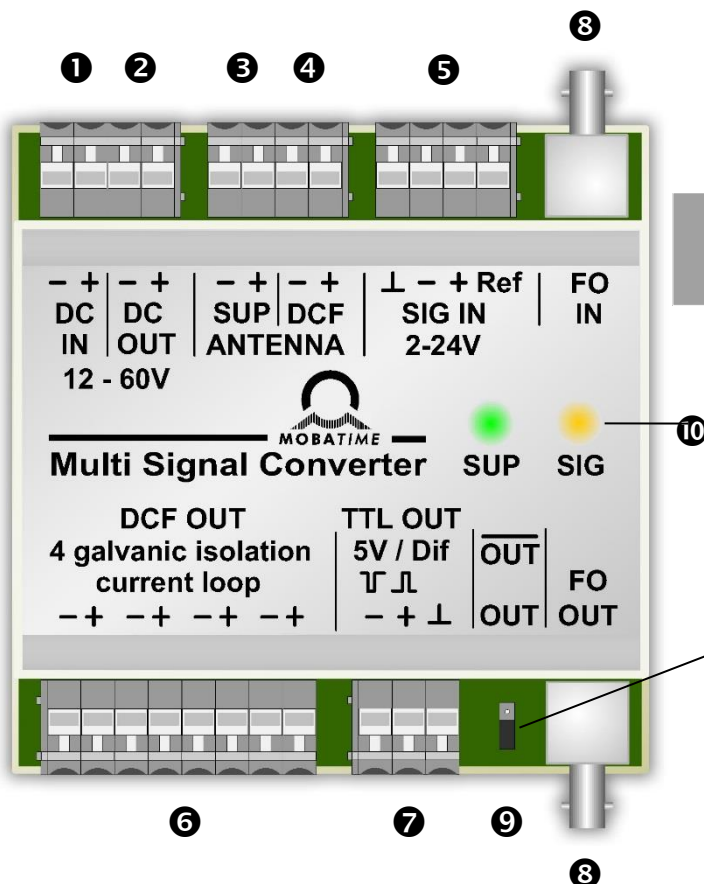 ❽
❶ ❷ ❸ ❹ ❺
− + − + − + − + ⊥ − + Ref FO
DC DC SUP DCF SIG IN IN
IN OUT ANTENNA 2-24V
12 - 60V
MOBATIME
❿
Multi Signal Converter SUP SIG
DCF OUT TTL OUT
4 galvanic isolation 5V / Dif O̅U̅T̅
current loop FO
− + − + − + − + − + ⊥ OUT OUT
❻ ❼ ❾
❽